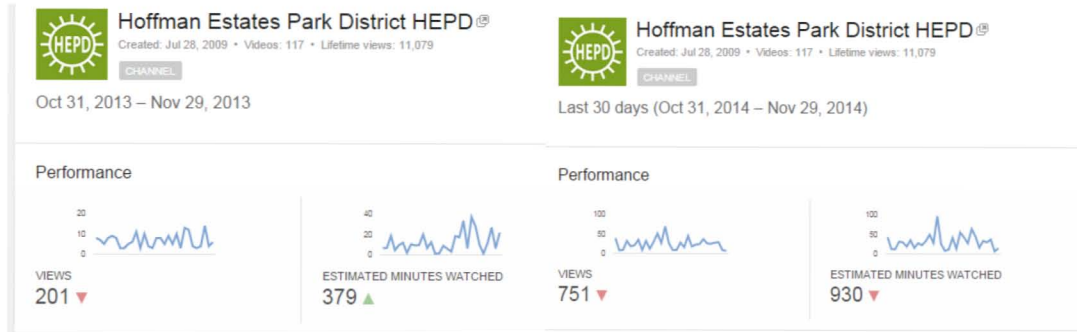 HEPD
Hoffman Estates Park District HEPD
Created: Jul 28, 2009 • Videos: 117 • Lifetime views: 11,079
CHANNEL
Oct 31, 2013 – Nov 29, 2013
Performance
20
10
0
VIEWS
201
40
20
0
ESTIMATED MINUTES WATCHED
379
HEPD
Hoffman Estates Park District HEPD
Created: Jul 28, 2009 • Videos: 117 • Lifetime views: 11,079
CHANNEL
Last 30 days (Oct 31, 2014 – Nov 29, 2014)
Performance
100
50
0
VIEWS
751
100
50
0
ESTIMATED MINUTES WATCHED
930